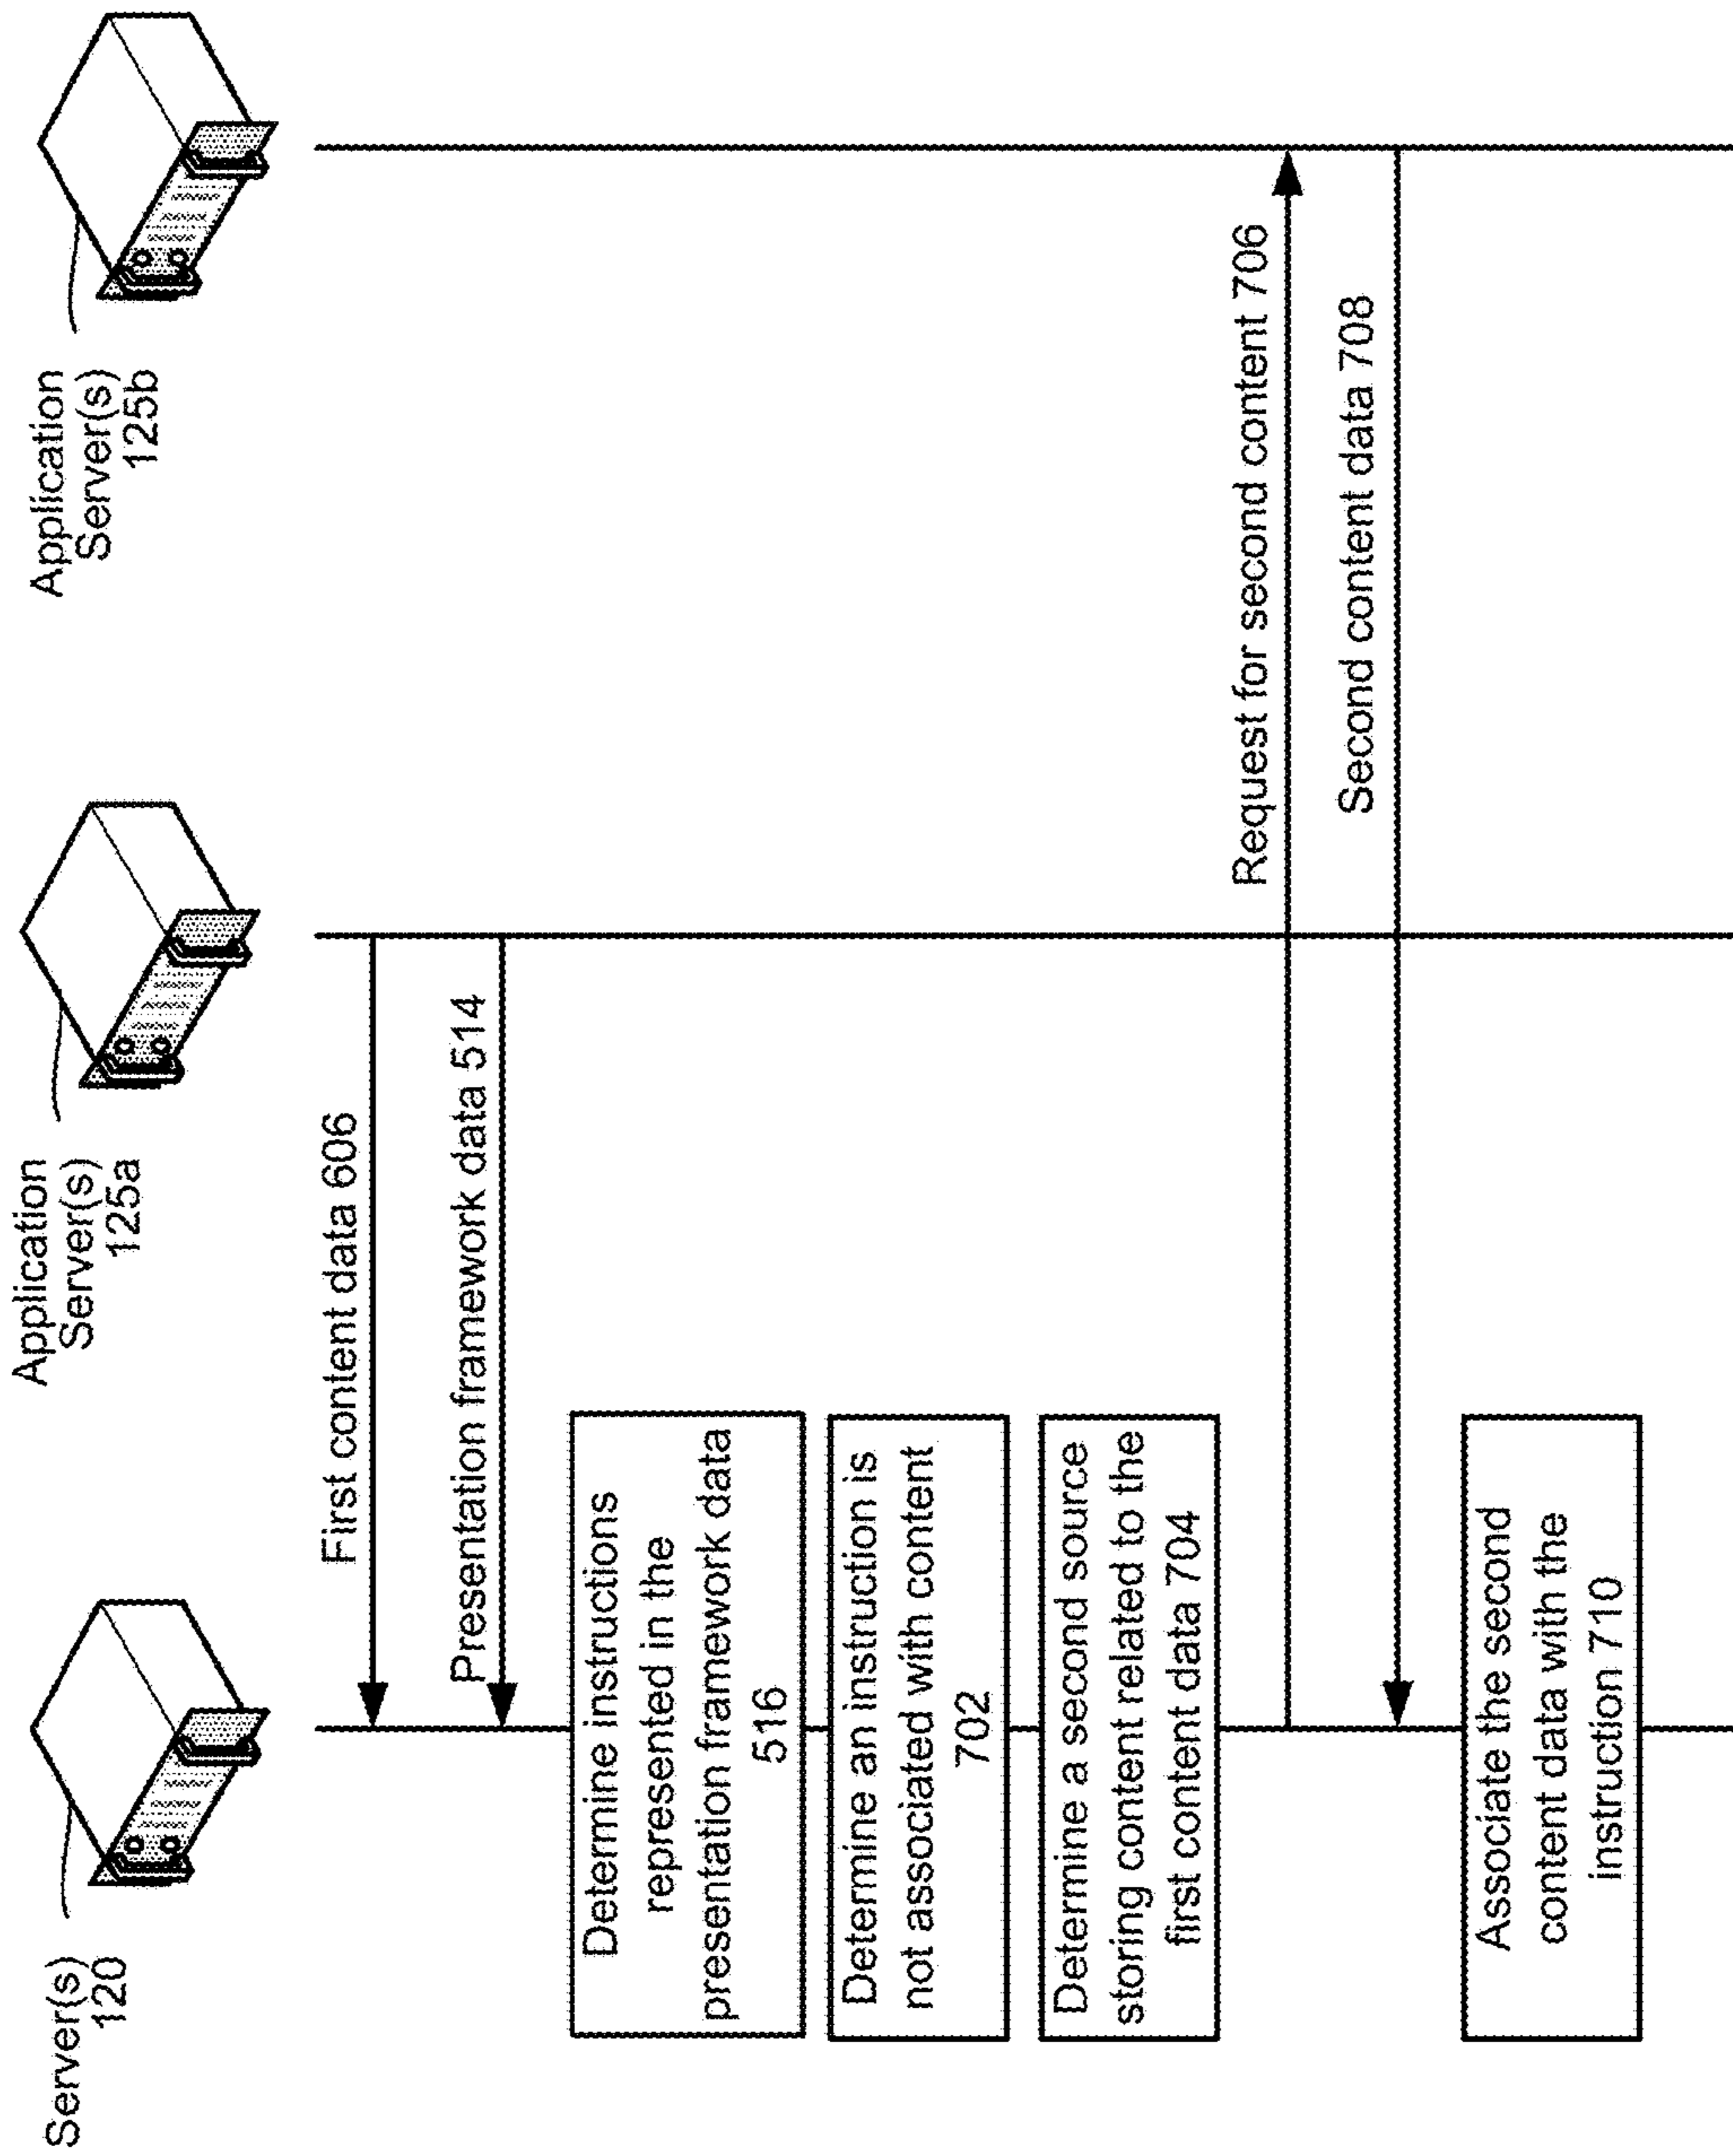 Server(s)
120
Application
Server(s)
125a
Application
Server(s)
125b
First content data 606
Presentation framework data 514
Determine instructions
represented in the
presentation framework data
516
Determine an instruction is
not associated with content
702
Determine a second source
storing content related to the
first content data 704
Request for second content 706
Second content data 708
Associate the second
content data with the
instruction 710